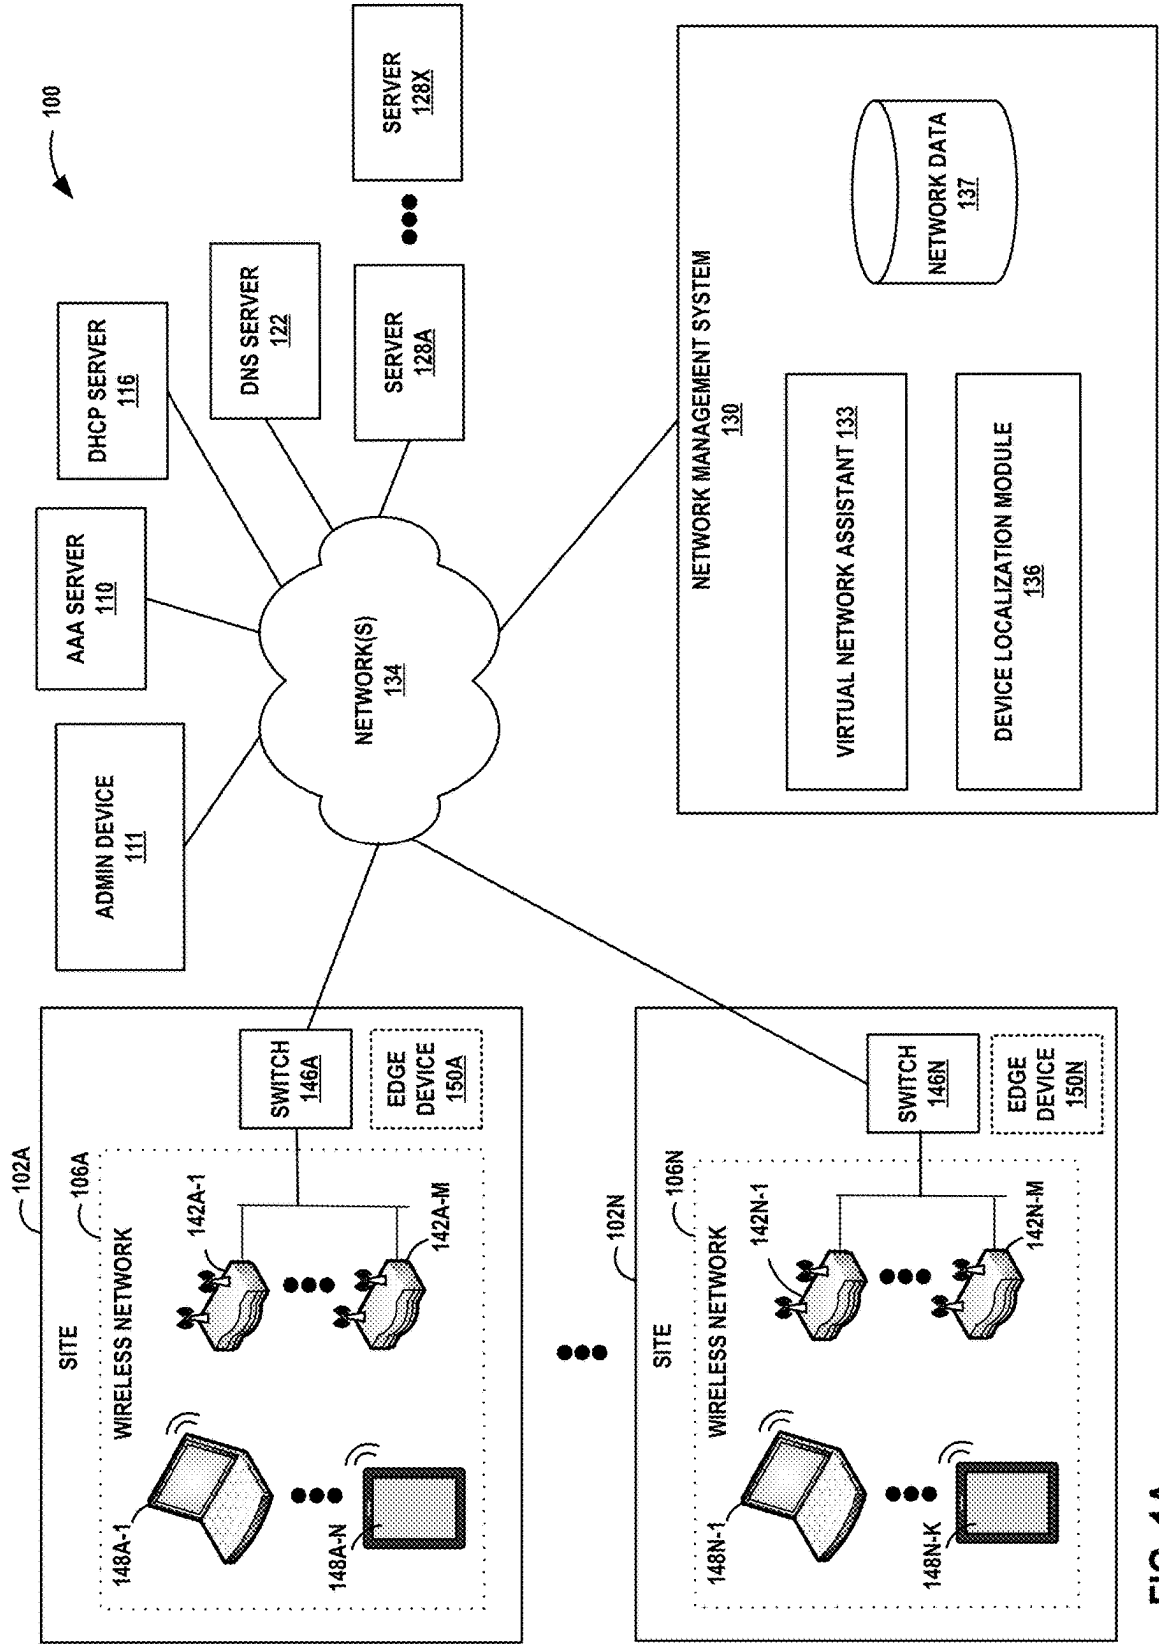 100
102A
SITE
106A
WIRELESS NETWORK
148A-1
148A-N
142A-1
142A-M
SWITCH
146A
EDGE
DEVICE
150A
ADMIN DEVICE
111
AAA SERVER
110
DHCP SERVER
116
DNS SERVER
122
SERVER
128A
SERVER
128X
NETWORK(S)
134
102N
SITE
106N
WIRELESS NETWORK
148N-1
148N-K
142N-1
142N-M
SWITCH
146N
EDGE
DEVICE
150N
NETWORK MANAGEMENT SYSTEM
130
VIRTUAL NETWORK ASSISTANT 133
DEVICE LOCALIZATION MODULE
136
NETWORK DATA
137
FIG. 1A